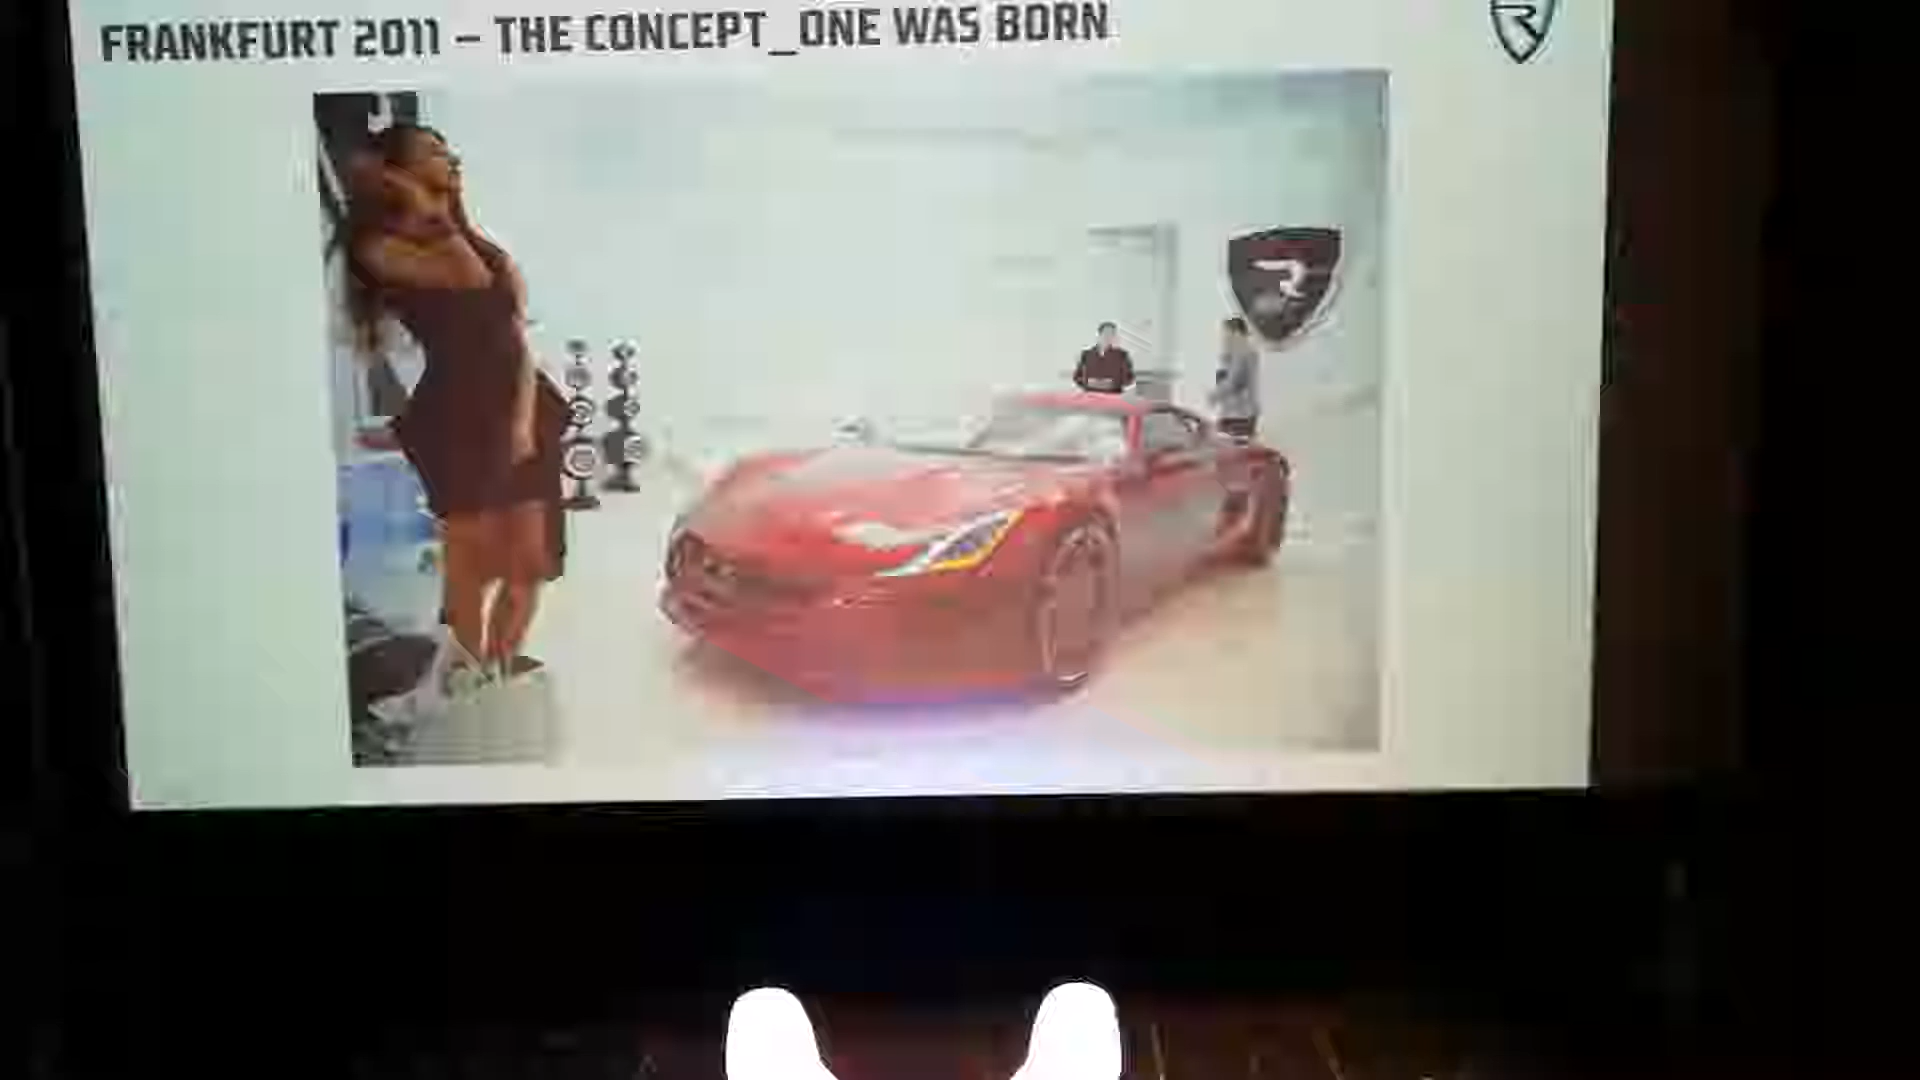 FRANKFURT 2011 – THE CONCEPT_ONE WAS BORN